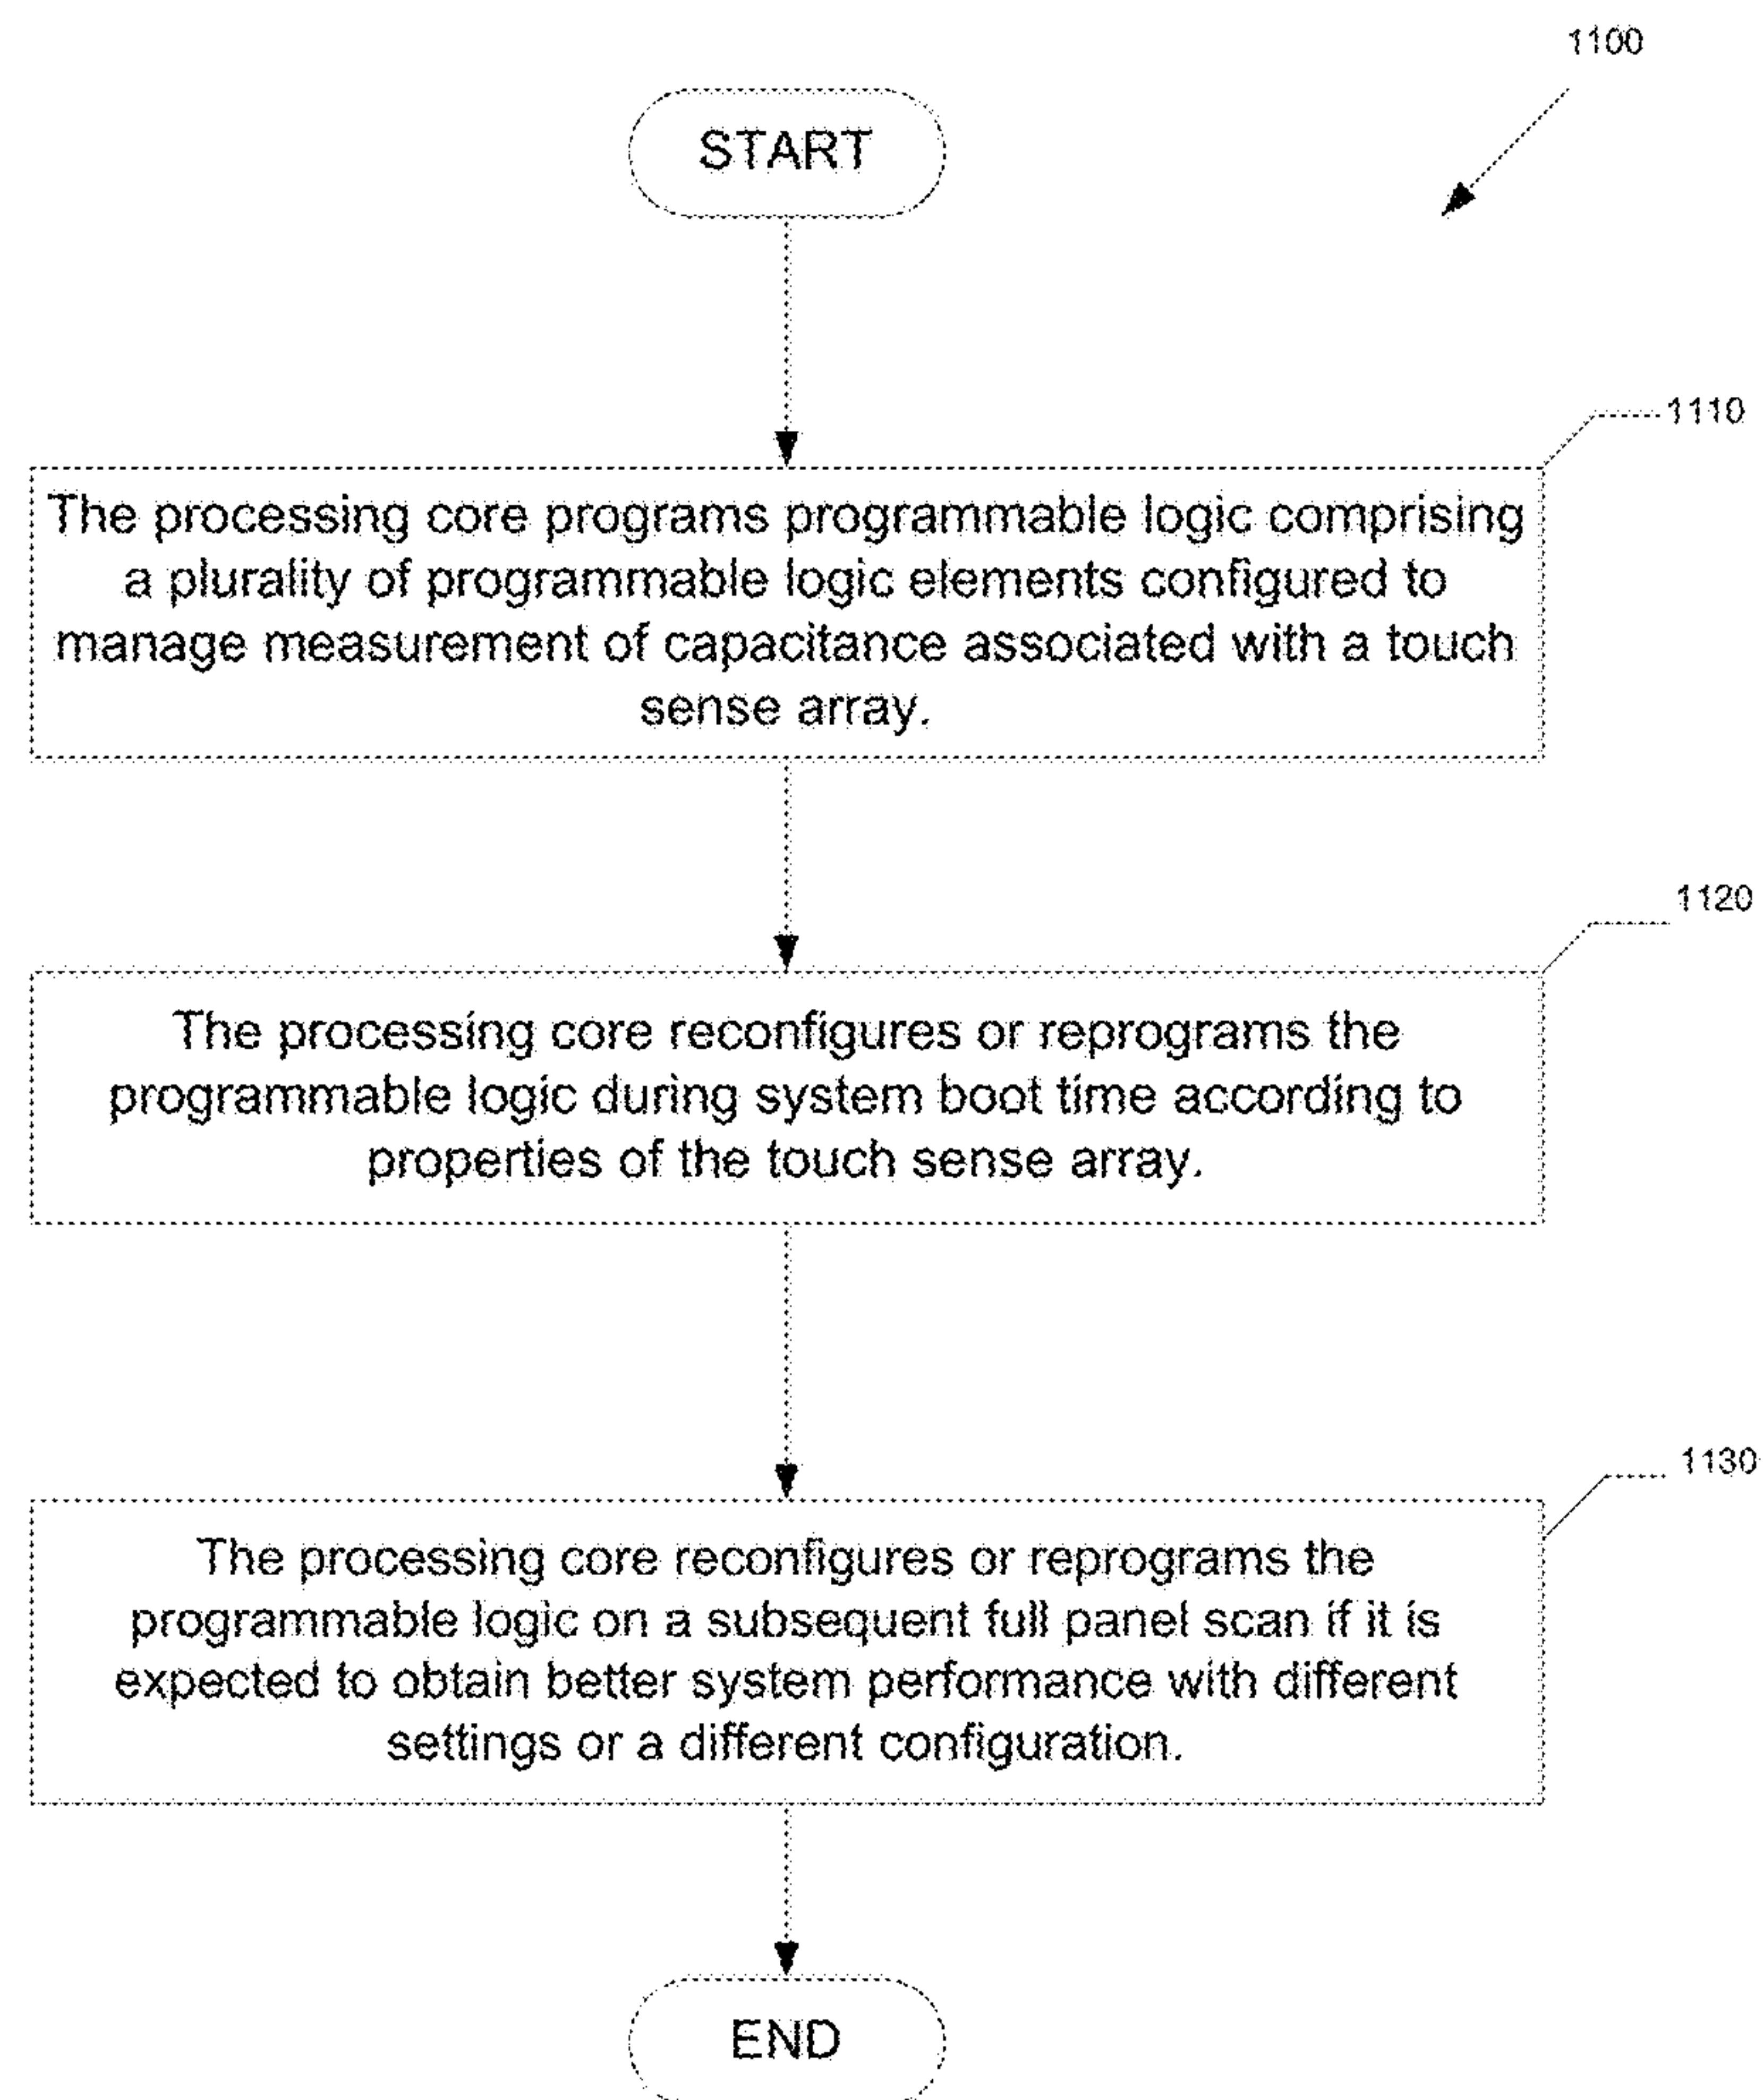 1100
START
1110
The processing core programs programmable logic comprising
a plurality of programmable logic elements configured to
manage measurement of capacitance associated with a touch
sense array.
1120
The processing core reconfigures or reprograms the
programmable logic during system boot time according to
properties of the touch sense array.
1130
The processing core reconfigures or reprograms the
programmable logic on a subsequent full panel scan if it is
expected to obtain better system performance with different
settings or a different configuration.
END